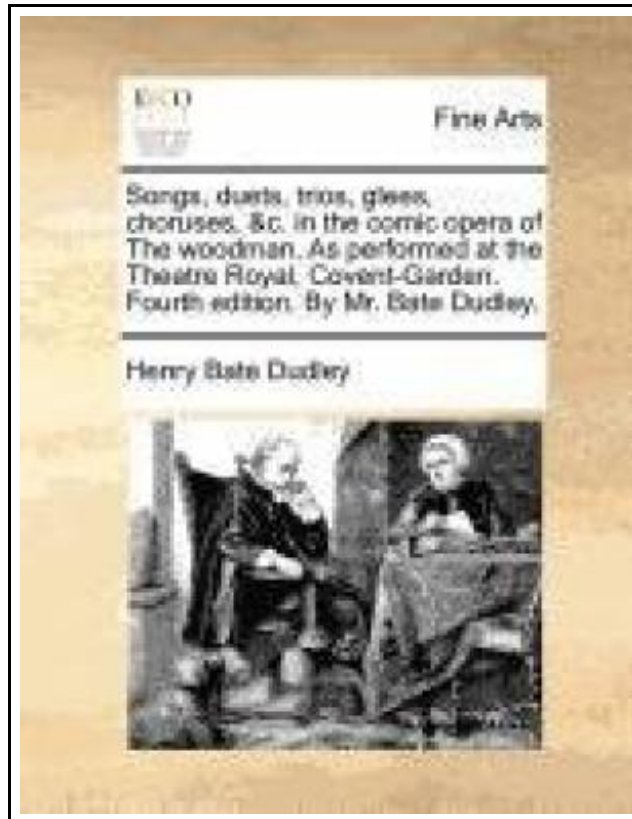 ECCO
Fine Arts
Songs, duets, trios, glees,
choruses, &c. in the comic opera of
The woodman. As performed at the
Theatre Royal, Covent-Garden.
Fourth edition. By Mr. Bate Dudley.
Henry Bate Dudley